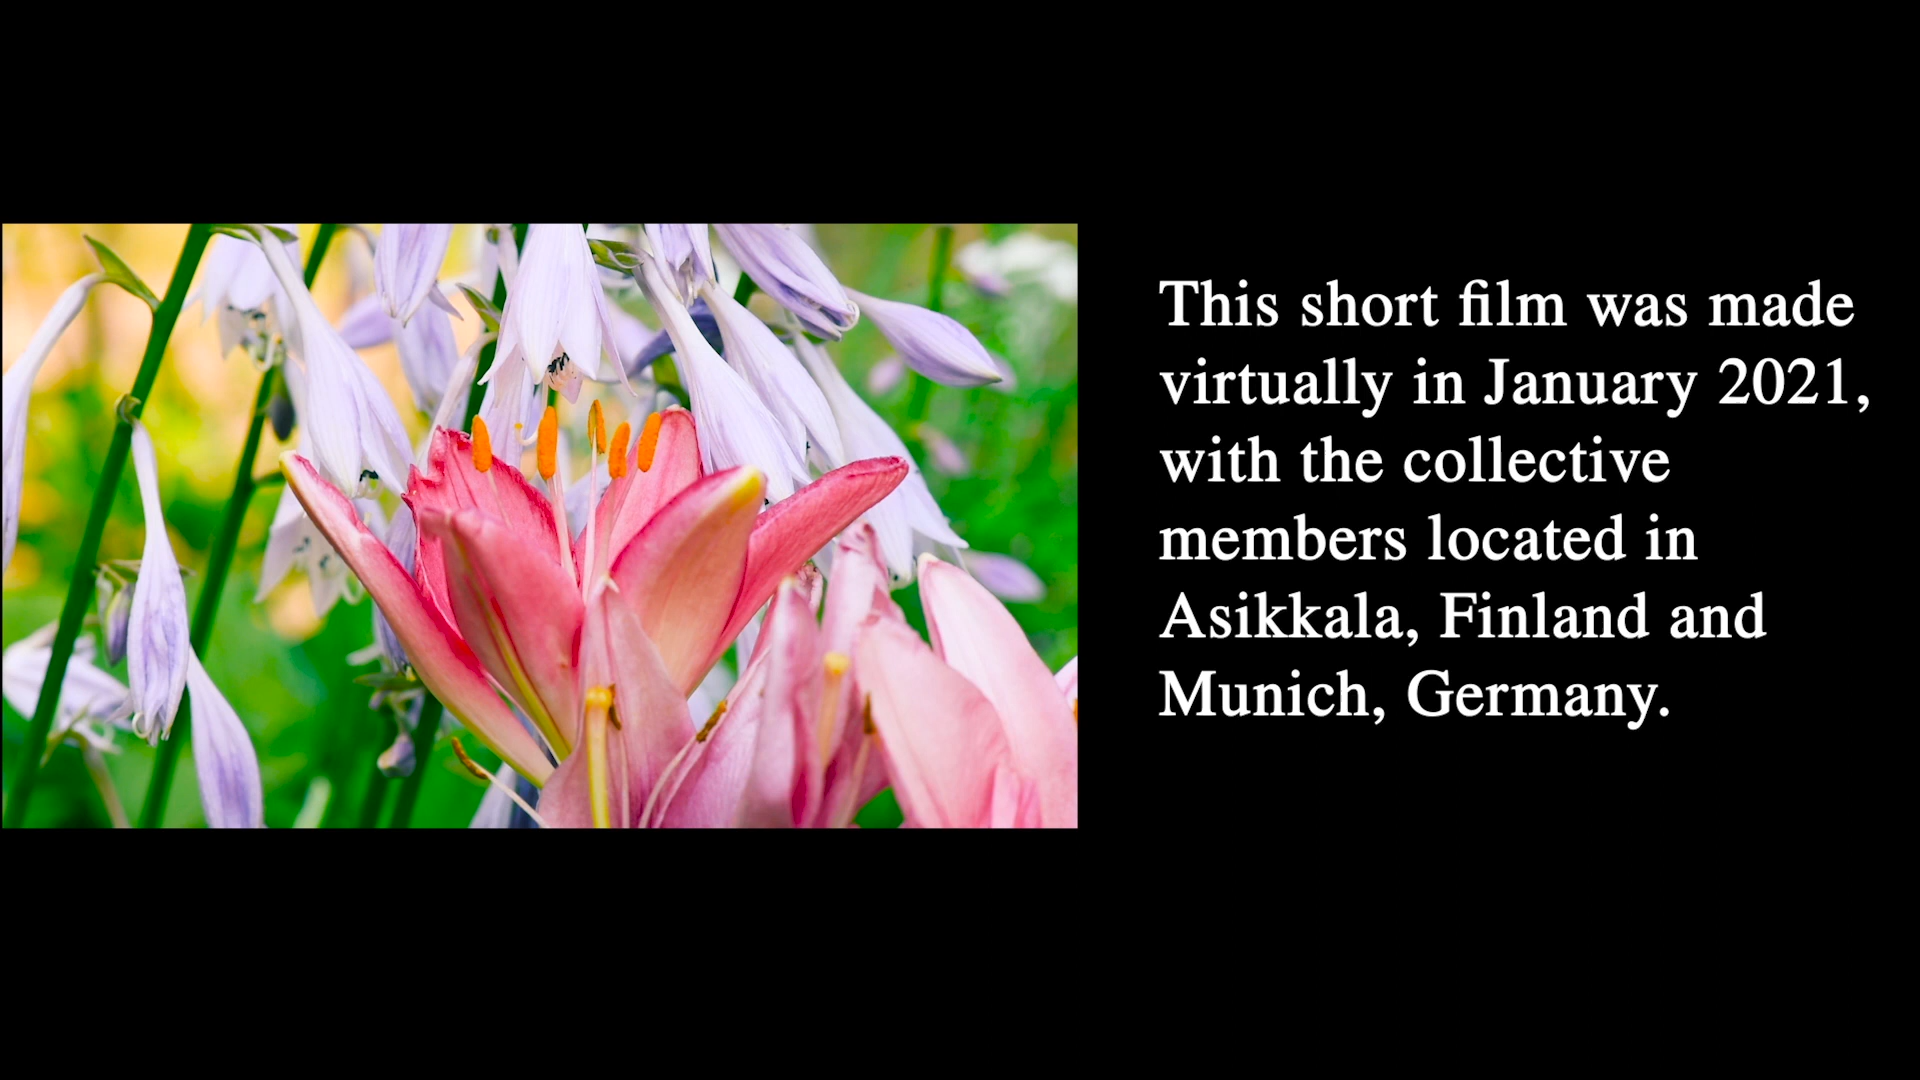 This short film was made
virtually in January 2021,
with the collective
members located in
Asikkala, Finland and
Munich, Germany.